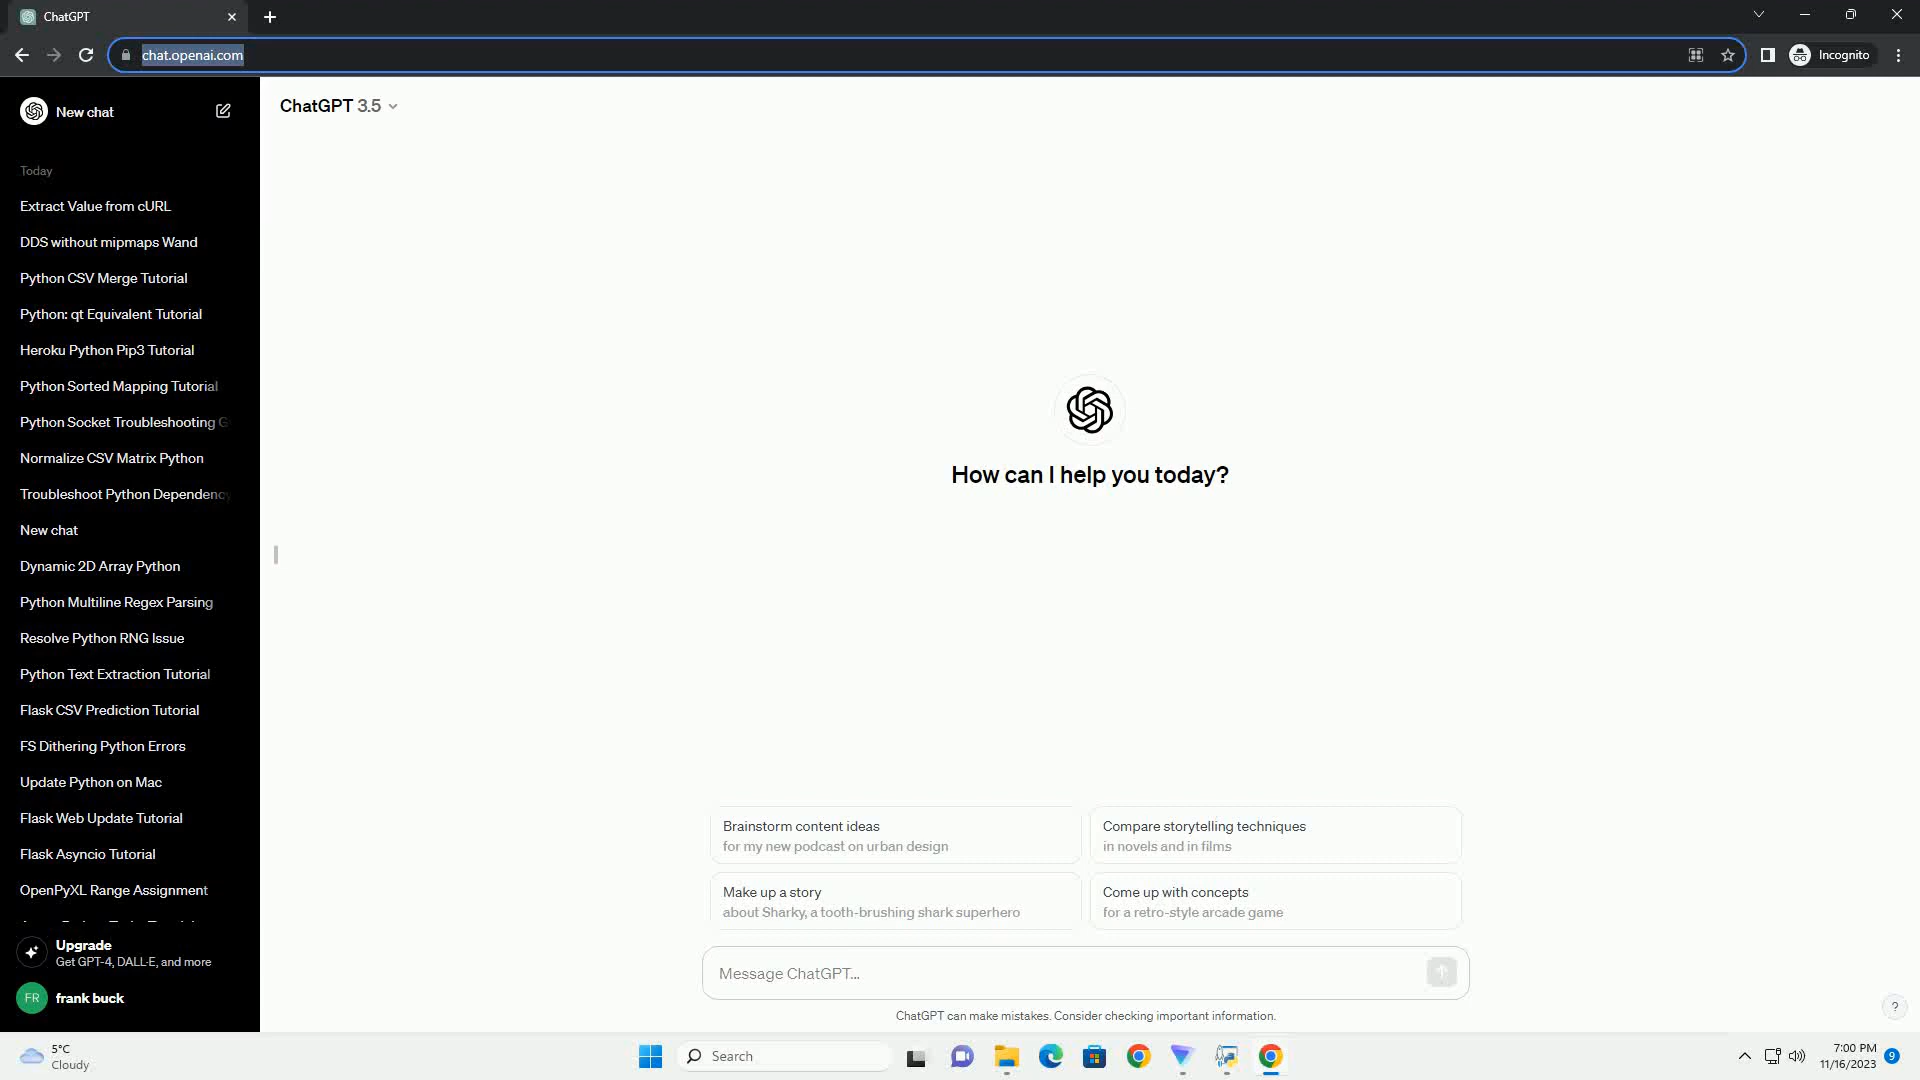 ChatGPT
chat.openai.com
Incognito
New chat
ChatGPT 3.5
Today
Extract Value from cURL
DDS without mipmaps Wand
Python CSV Merge Tutorial
Python: qt Equivalent Tutorial
Heroku Python Pip3 Tutorial
Python Sorted Mapping Tutorial
Python Socket Troubleshooting G
Normalize CSV Matrix Python
Troubleshoot Python Dependency
New chat
Dynamic 2D Array Python
Python Multiline Regex Parsing
Resolve Python RNG Issue
Python Text Extraction Tutorial
Flask CSV Prediction Tutorial
FS Dithering Python Errors
Update Python on Mac
Flask Web Update Tutorial
Flask Asyncio Tutorial
OpenPyXL Range Assignment
Upgrade
Get GPT-4, DALL·E, and more
FR
frank buck
How can I help you today?
Brainstorm content ideas
for my new podcast on urban design
Compare storytelling techniques
in novels and in films
Make up a story
about Sharky, a tooth-brushing shark superhero
Come up with concepts
for a retro-style arcade game
Message ChatGPT...
ChatGPT can make mistakes. Consider checking important information.
?
5°C
Cloudy
Search
7:00 PM
11/16/2023
9